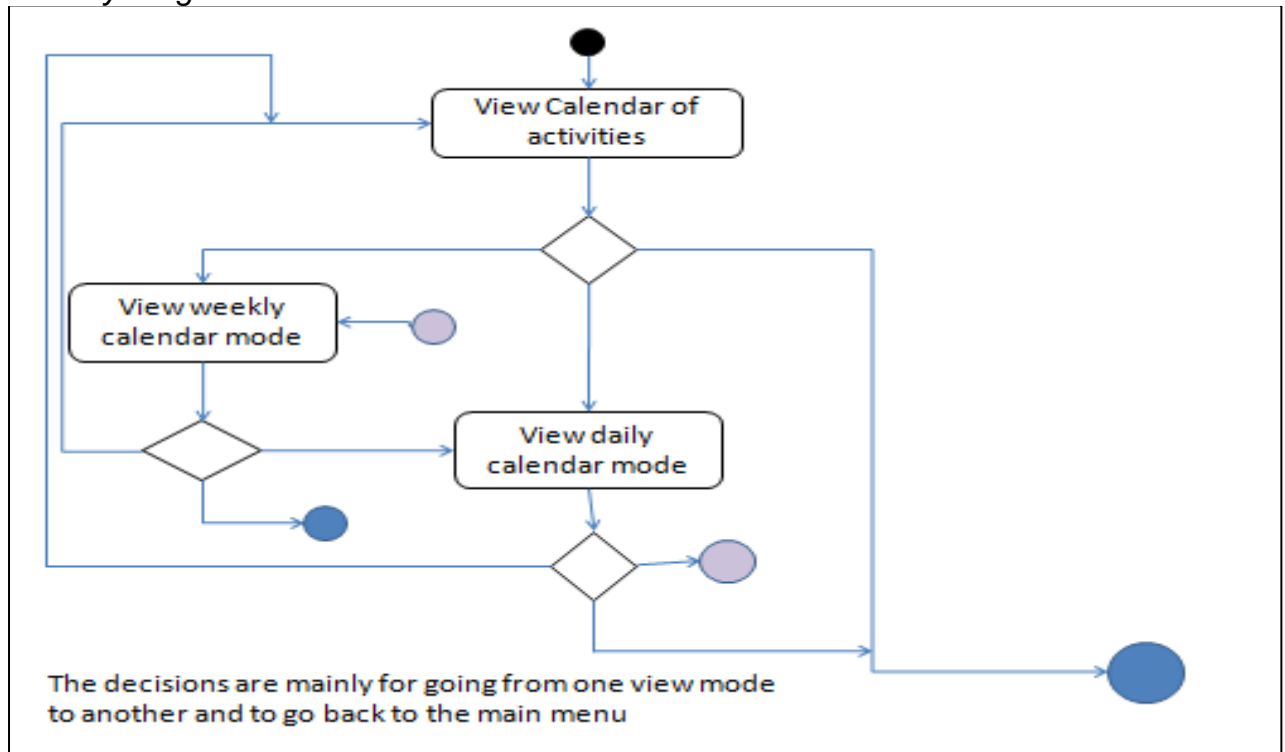 View Calendar of
activities
View weekly
calendar mode
View daily
calendar mode
The decisions are mainly for going from one view mode
to another and to go back to the main menu